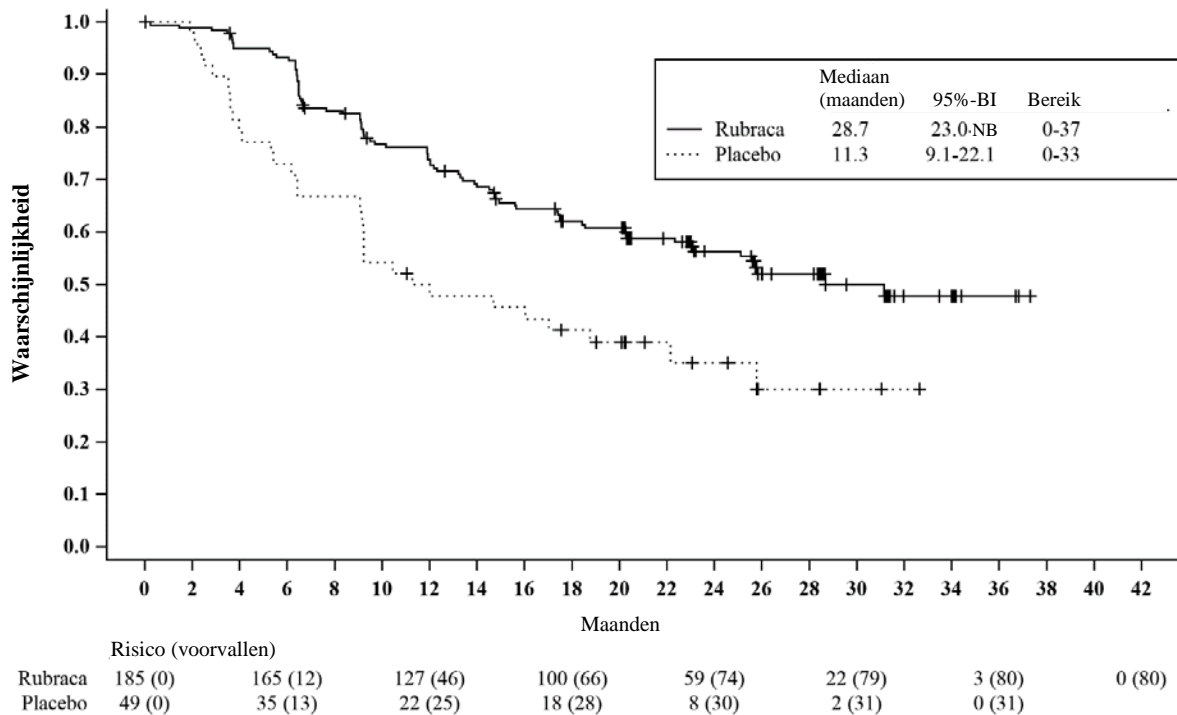 Mediaan
(maanden) 95%-BI Bereik
Rubraca 28.7 23.0-NB 0-37
Placebo 11.3 9.1-22.1 0-33
Waarschijnlijkheid
1.0
0.9
0.8
0.7
0.6
0.5
0.4
0.3
0.2
0.1
0.0
0 2 4 6 8 10 12 14 16 18 20 22 24 26 28 30 32 34 36 38 40 42
Maanden
Risico (voorvallen)
Rubraca 185 (0) 165 (12) 127 (46) 100 (66) 59 (74) 22 (79) 3 (80) 0 (80)
Placebo 49 (0) 35 (13) 22 (25) 18 (28) 8 (30) 2 (31) 0 (31)